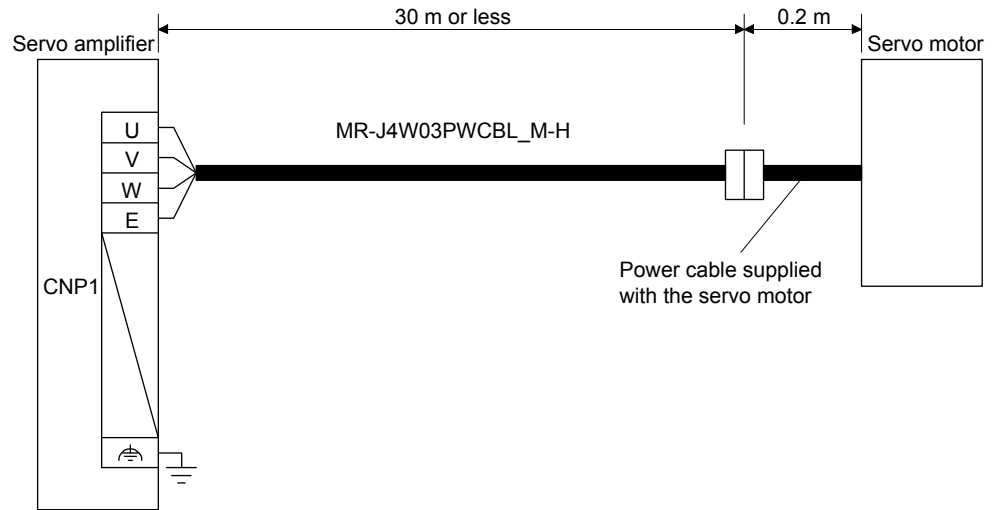 30 m or less
0.2 m
Servo amplifier
Servo motor
U
MR-J4W03PWCBL_M-H
V
W
E
Power cable supplied
with the servo motor
CNP1